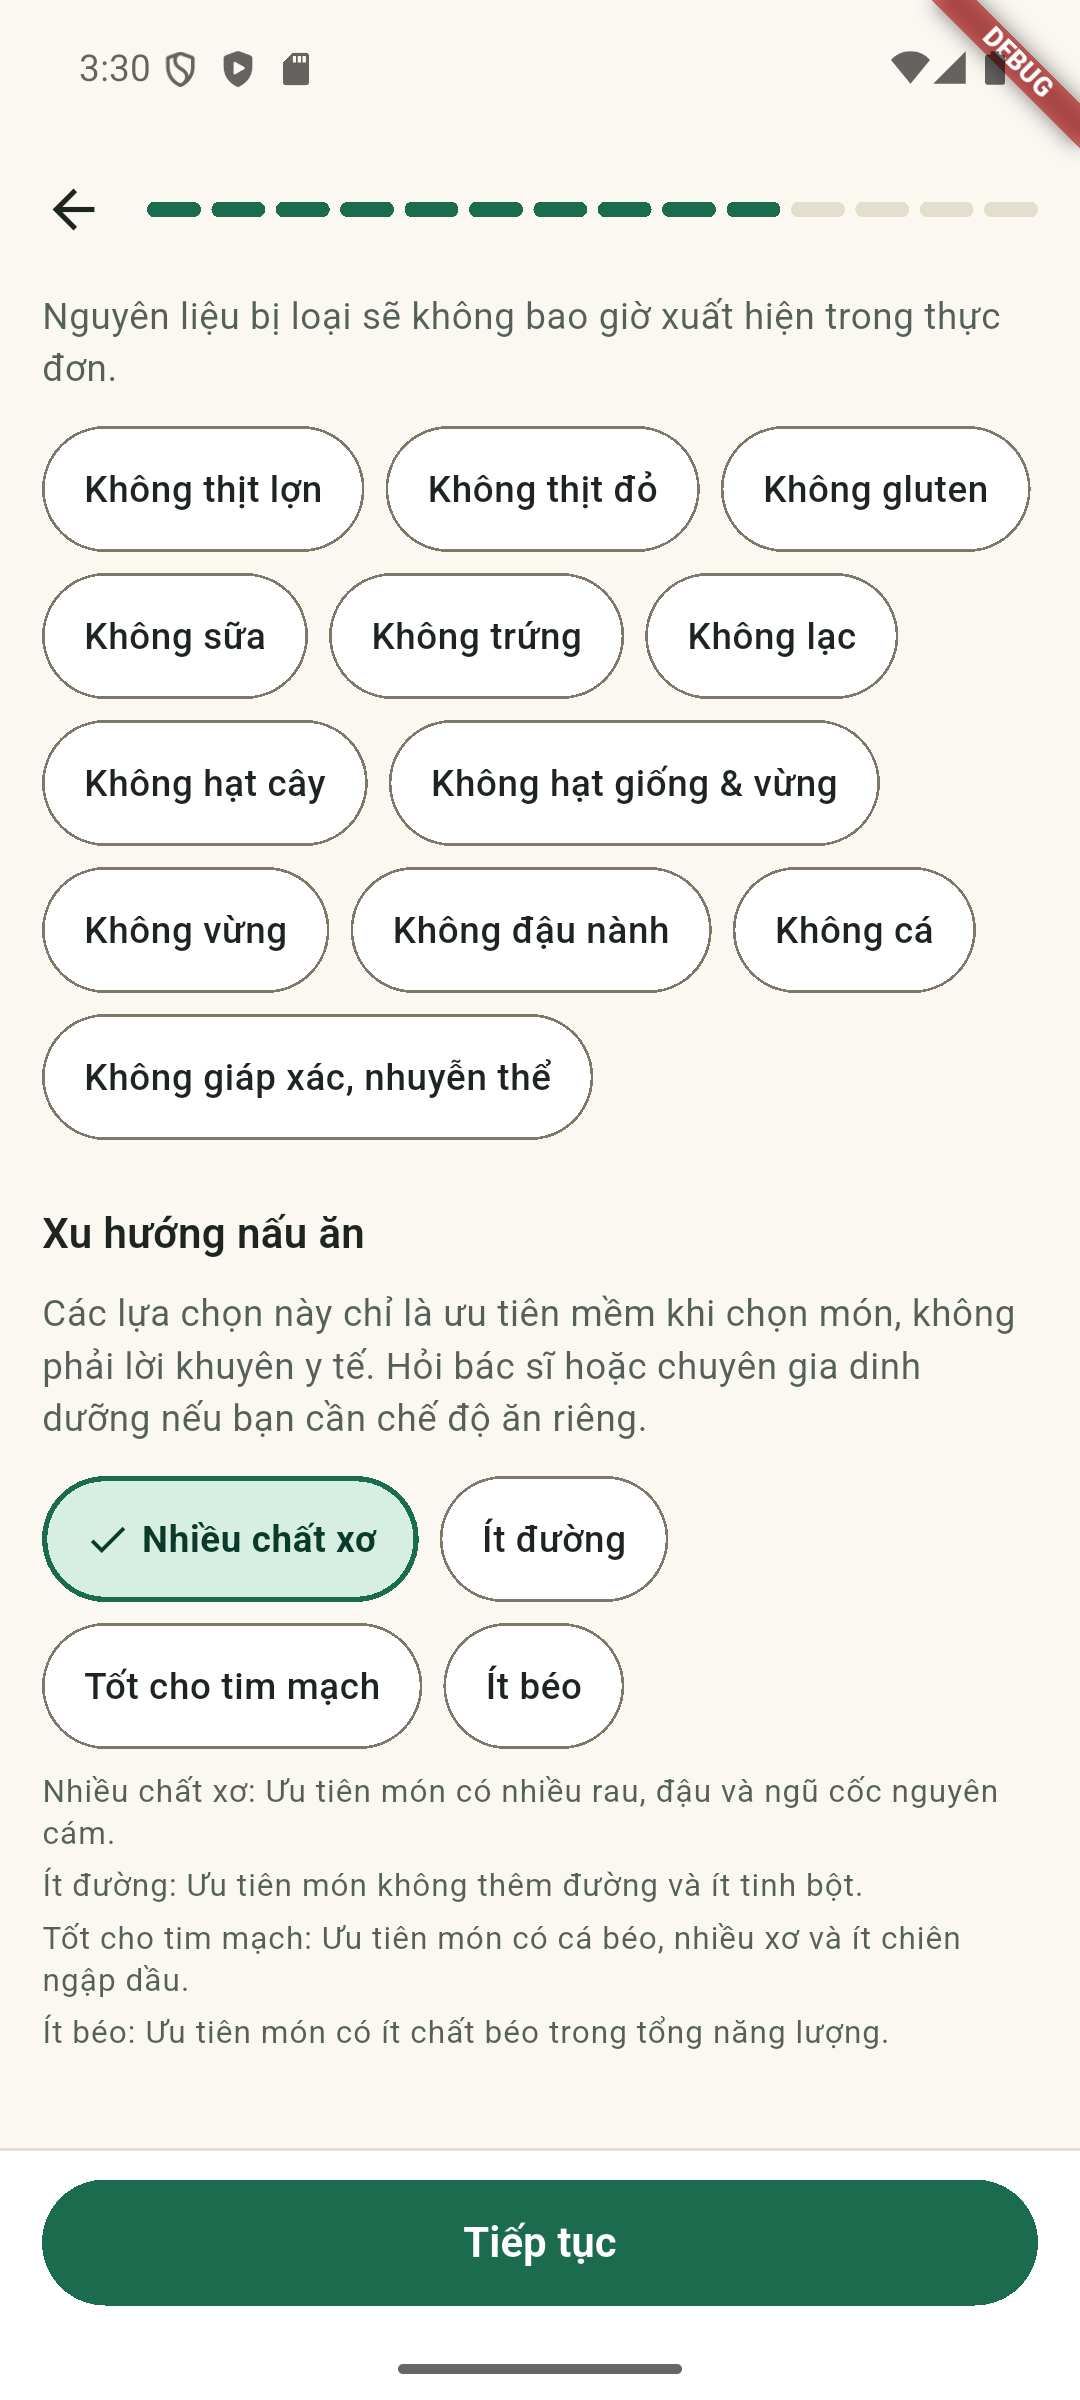 3:30
DEBUG
Nguyên liệu bị loại sẽ không bao giờ xuất hiện trong thực
đơn.
Không thịt lợn
Không thịt đỏ
Không gluten
Không sữa
Không trứng
Không lạc
Không hạt cây
Không hạt giống & vừng
Không vừng
Không đậu nành
Không cá
Không giáp xác, nhuyễn thể
Xu hướng nấu ăn
Các lựa chọn này chỉ là ưu tiên mềm khi chọn món, không
phải lời khuyên y tế. Hỏi bác sĩ hoặc chuyên gia dinh
dưỡng nếu bạn cần chế độ ăn riêng.
Nhiều chất xơ
Ít đường
Tốt cho tim mạch
Ít béo
Nhiều chất xơ: Ưu tiên món có nhiều rau, đậu và ngũ cốc nguyên
cám.
Ít đường: Ưu tiên món không thêm đường và ít tinh bột.
Tốt cho tim mạch: Ưu tiên món có cá béo, nhiều xơ và ít chiên
ngập dầu.
Ít béo: Ưu tiên món có ít chất béo trong tổng năng lượng.
Tiếp tục